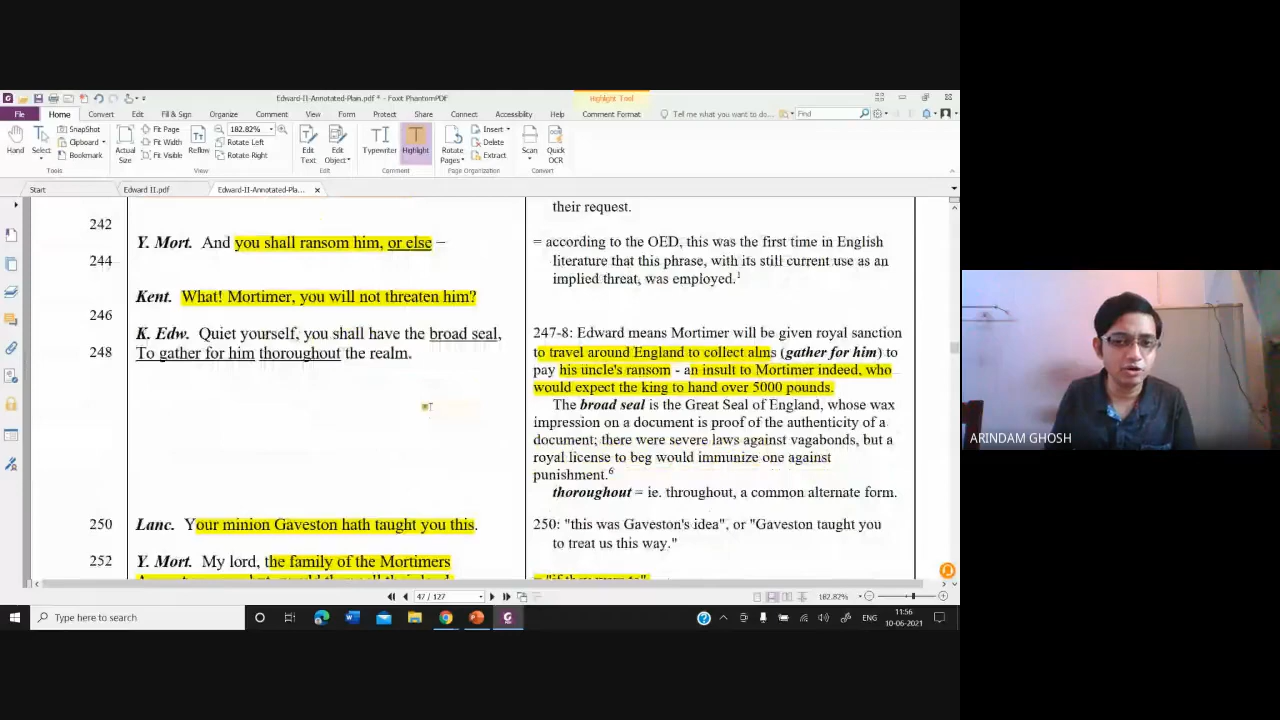 Edward-II-Annotated-Plain.pdf * - Foxit PhantomPDF
Highlight Tool
File Home Convert Edit Fill & Sign Organize Comment View Form Protect Share Connect Accessibility Help Comment Format Tell me what you want to do... Find
SnapShot
Clipboard
Bookmark
Hand
Select
Actual
Size
Fit Page
Fit Width
Fit Visible
Reflow
182.82%
Rotate Left
Rotate Right
Edit
Text
Edit
Object
Typewriter
Highlight
Rotate
Pages
Insert
Delete
Extract
Scan
Quick
OCR
Tools View Edit Comment Page Organization Convert
Start Edward II.pdf Edward-II-Annotated-Pla...
their request.
242
Y. Mort. And you shall ransom him, or else –
= according to the OED, this was the first time in English
244
literature that this phrase, with its still current use as an
implied threat, was employed.1
Kent. What! Mortimer, you will not threaten him?
246
K. Edw. Quiet yourself, you shall have the broad seal,
248 To gather for him thoroughout the realm.
247-8: Edward means Mortimer will be given royal sanction
to travel around England to collect alms (gather for him) to
pay his uncle's ransom - an insult to Mortimer indeed, who
would expect the king to hand over 5000 pounds.
The broad seal is the Great Seal of England, whose wax
impression on a document is proof of the authenticity of a
document; there were severe laws against vagabonds, but a
royal license to beg would immunize one against
punishment.6
thoroughout = ie. throughout, a common alternate form.
250 Lanc. Your minion Gaveston hath taught you this.
250: "this was Gaveston's idea", or "Gaveston taught you
to treat us this way."
252 Y. Mort. My lord, the family of the Mortimers
47 / 127
182.82%
Type here to search
ENG
11:56
10-06-2021
ARINDAM GHOSH